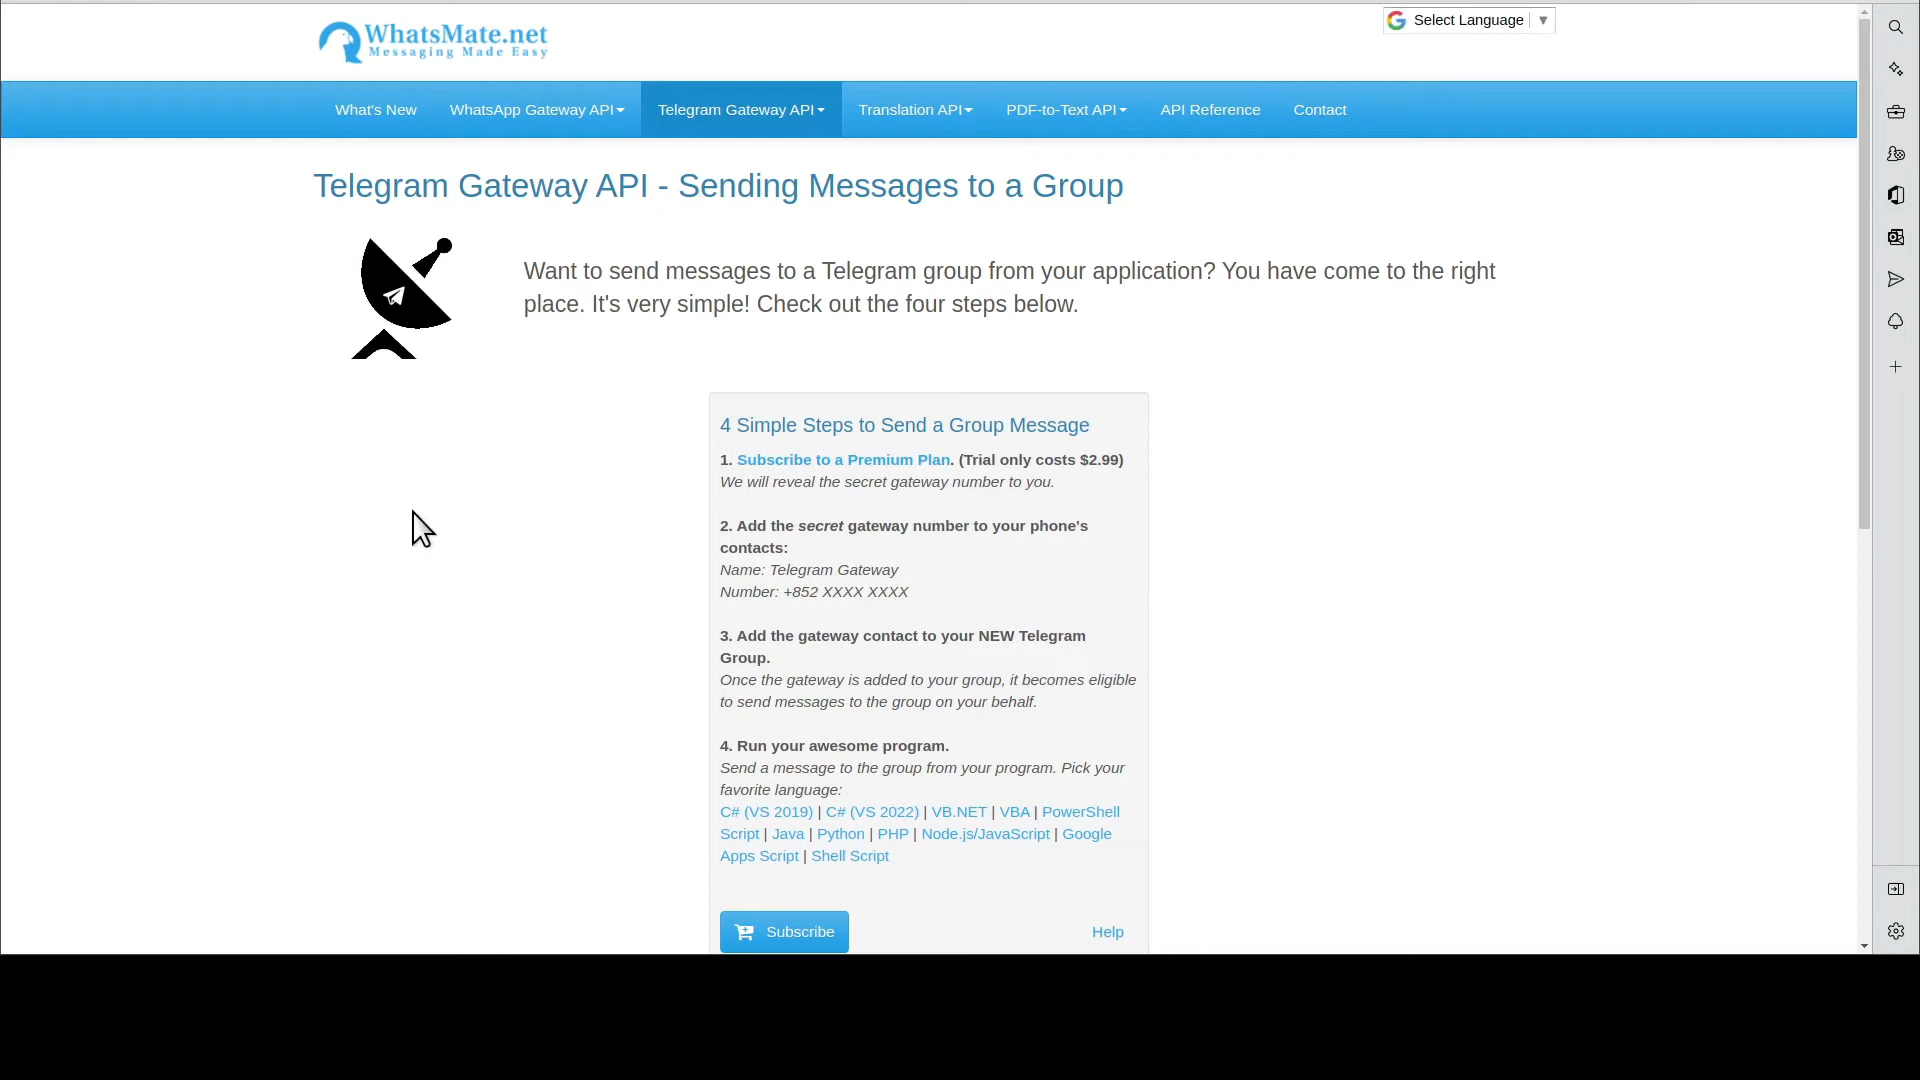 WhatsMate.net
Messaging Made Easy
Select Language ▼
What's New WhatsApp Gateway API Telegram Gateway API Translation API PDF-to-Text API API Reference Contact
Telegram Gateway API - Sending Messages to a Group
Want to send messages to a Telegram group from your application? You have come to the right
place. It's very simple! Check out the four steps below.
4 Simple Steps to Send a Group Message
1. Subscribe to a Premium Plan. (Trial only costs $2.99)
We will reveal the secret gateway number to you.
2. Add the secret gateway number to your phone's
contacts:
Name: Telegram Gateway
Number: +852 XXXX XXXX
3. Add the gateway contact to your NEW Telegram
Group.
Once the gateway is added to your group, it becomes eligible
to send messages to the group on your behalf.
4. Run your awesome program.
Send a message to the group from your program. Pick your
favorite language:
C# (VS 2019) | C# (VS 2022) | VB.NET | VBA | PowerShell
Script | Java | Python | PHP | Node.js/JavaScript | Google
Apps Script | Shell Script
Subscribe Help